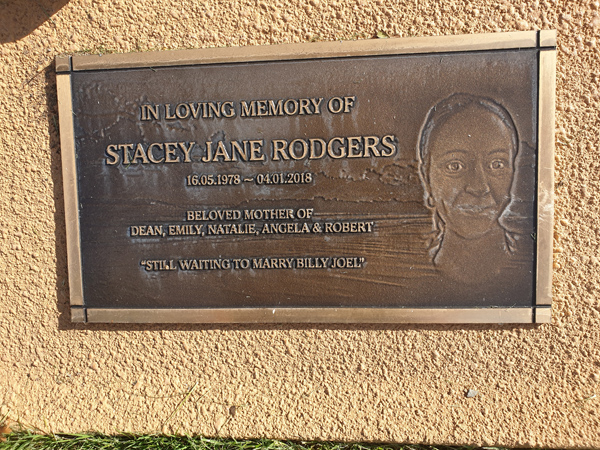 IN LOVING MEMORY OF
STACEY JANE RODGERS
16.05.1978 ~ 04.01.2018
BELOVED MOTHER OF
DEAN, EMILY, NATALIE, ANGELA & ROBERT
"STILL WAITING TO MARRY BILLY JOEL"